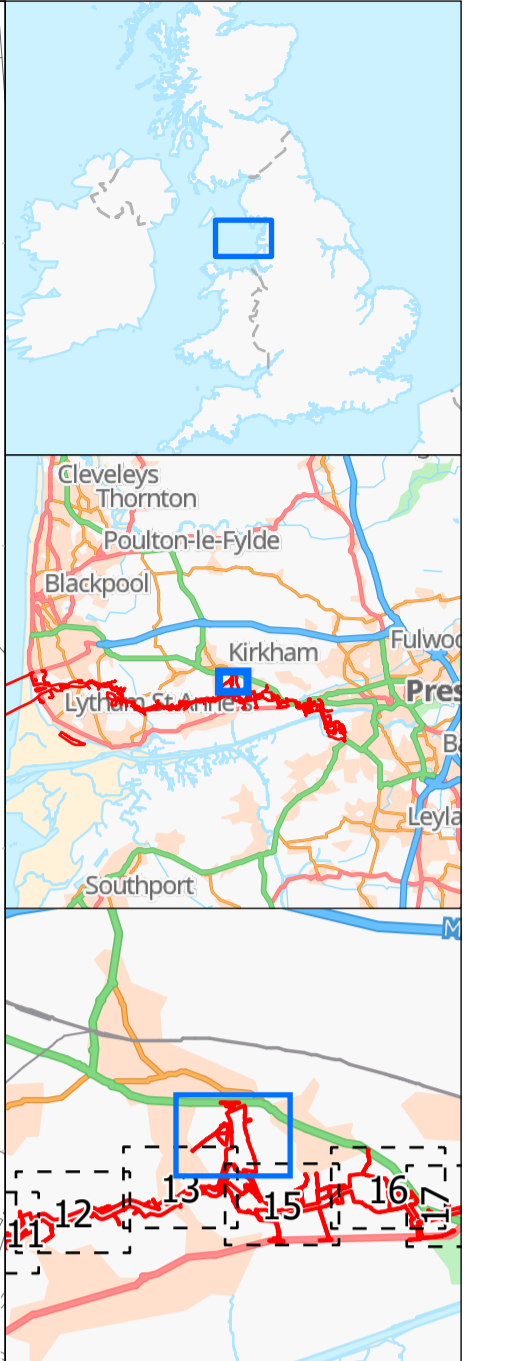 Cleveleys
Thornton
Poulton-le-Fylde
Blackpool
Fulwoo
Kirkham
Lytham St Anne's
Pres
Ba
Leyla
Southport
M
13
16
17
12
15
11